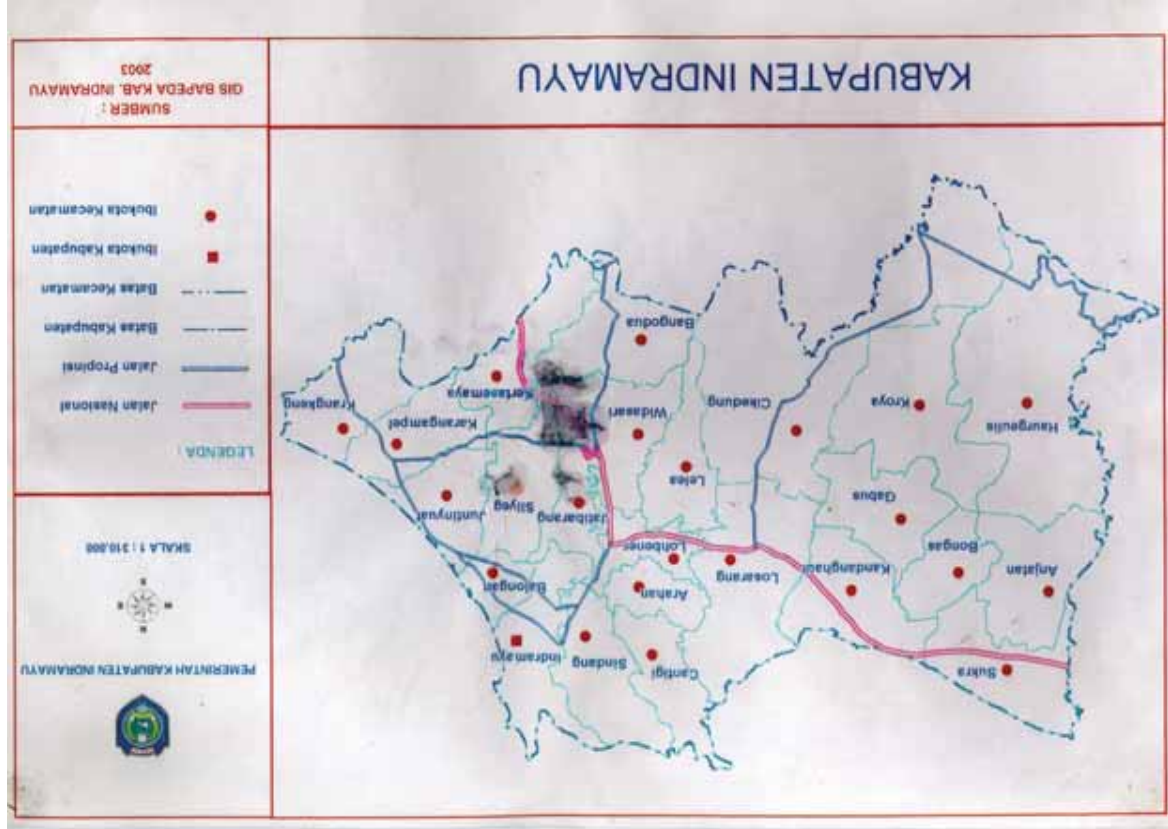 PEMERINTAH KABUPATEN INDRAMAYU
SKALA 1 : 310.000
LEGENDA :
Jalan Nasional
Jalan Propinsi
Batas Kabupaten
Batas Kecamatan
Ibukota Kabupaten
Ibukota Kecamatan
SUMBER :
GIS BAPEDA KAB. INDRAMAYU
2003
Sukra
Cantigi
Sindang
Indramayu
Anjatan
Bongas
Kandanghaur
Losarang
Arahan
Lohbener
Balongan
Gabus
Lelea
Jatibarang
Sliyeg
Juntinyuat
Haurgeulis
Kroya
Cikedung
Widasari
Karangampel
Krangkeng
Kertasemaya
Bangodua
KABUPATEN INDRAMAYU